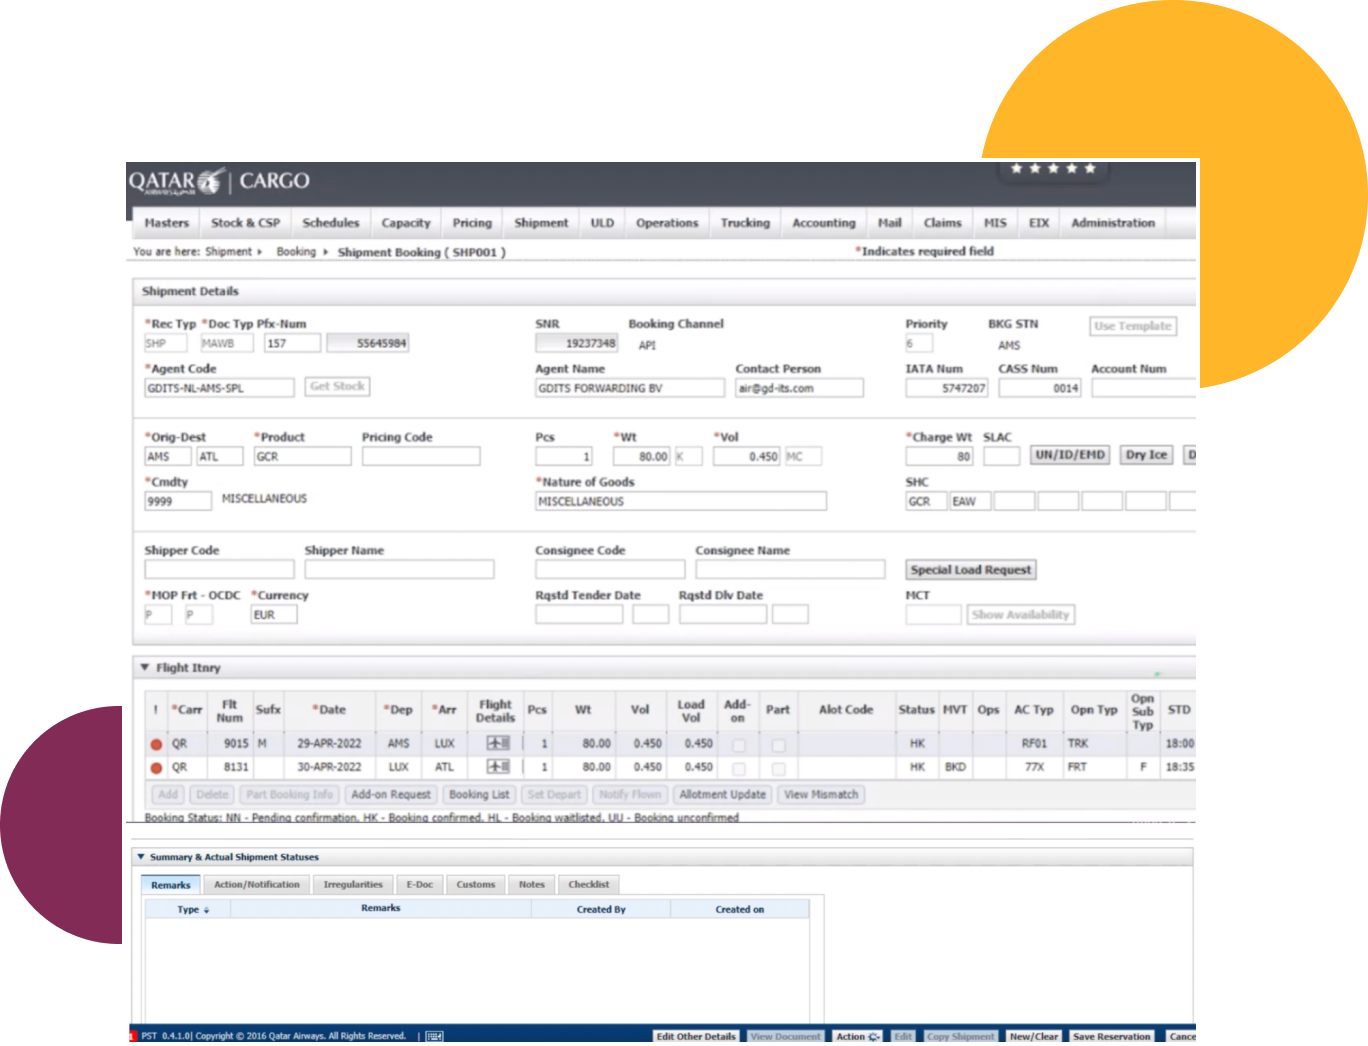 QATAR | CARGO
Masters Stock & CSP Schedules Capacity Pricing Shipment ULD Operations Trucking Accounting Mail Claims MIS EIX Administration
You are here: Shipment Booking Shipment Booking ( SHP001 ) *Indicates required field
Shipment Details
*Rec Typ *Doc Typ Pfx-Num SNR Booking Channel Priority BKG STN Use Template
SHP MAWB 157 55645984 19237348 API 6 AMS
*Agent Code Agent Name Contact Person IATA Num CASS Num Account Num
GDITS-NL-AMS-SPL Get Stock GDITS FORWARDING BV air@gd-its.com 5747207 0014
*Orig-Dest *Product Pricing Code Pcs *Wt *Vol *Charge Wt SLAC
AMS ATL GCR 1 80.00 K 0.450 MC 80 UN/ID/EMD Dry Ice D
*Cmdty *Nature of Goods SHC
9999 MISCELLANEOUS MISCELLANEOUS GCR EAW
Shipper Code Shipper Name Consignee Code Consignee Name
Special Load Request
*MOP Frt - OCDC *Currency Rqstd Tender Date Rqstd Dlv Date MCT
P P EUR Show Availability
Flight Itnry
! *Carr Flt Num Sufx *Date *Dep *Arr Flight Details Pcs Wt Vol Load Vol Add-on Part Alot Code Status MVT Ops AC Typ Opn Typ Opn Sub Typ STD
QR 9015 M 29-APR-2022 AMS LUX 1 80.00 0.450 0.450 HK RF01 TRK 18:00
QR 8131 30-APR-2022 LUX ATL 1 80.00 0.450 0.450 HK BKD 77X FRT F 18:35
Add Delete Part Booking Info Add-on Request Booking List Set Depart Notify Flown Allotment Update View Mismatch
Booking Status: NN - Pending confirmation, HK - Booking confirmed, HL - Booking waitlisted, UU - Booking unconfirmed
Summary & Actual Shipment Statuses
Remarks Action/Notification Irregularities E-Doc Customs Notes Checklist
Type Remarks Created By Created on
1 PST 0.4.1.0| Copyright © 2016 Qatar Airways. All Rights Reserved. | Edit Other Details View Document Action Edit Copy Shipment New/Clear Save Reservation Cance